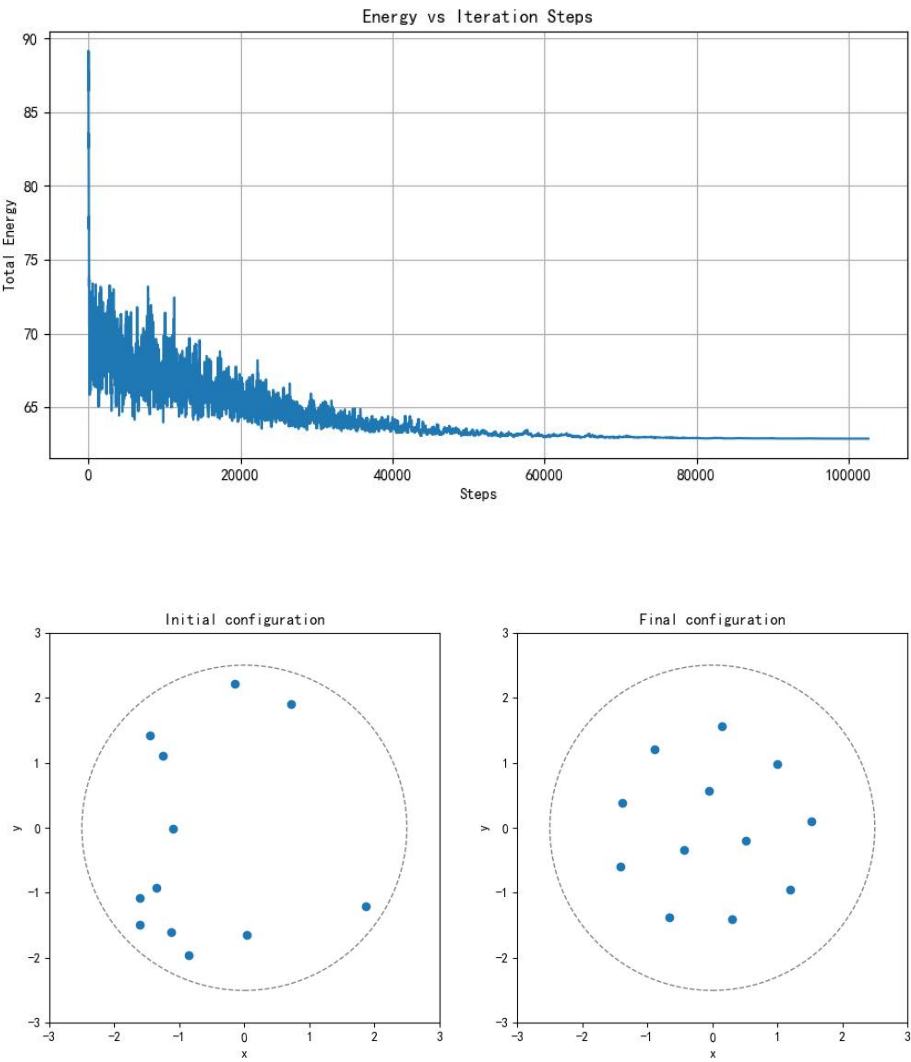 Energy vs Iteration Steps
90
85
80
75
70
65
Total Energy
0 20000 40000 60000 80000 100000
Steps
Initial configuration
3
2
1
0
−1
−2
−3
y
−3 −2 −1 0 1 2 3
x
Final configuration
3
2
1
0
−1
−2
−3
y
−3 −2 −1 0 1 2 3
x